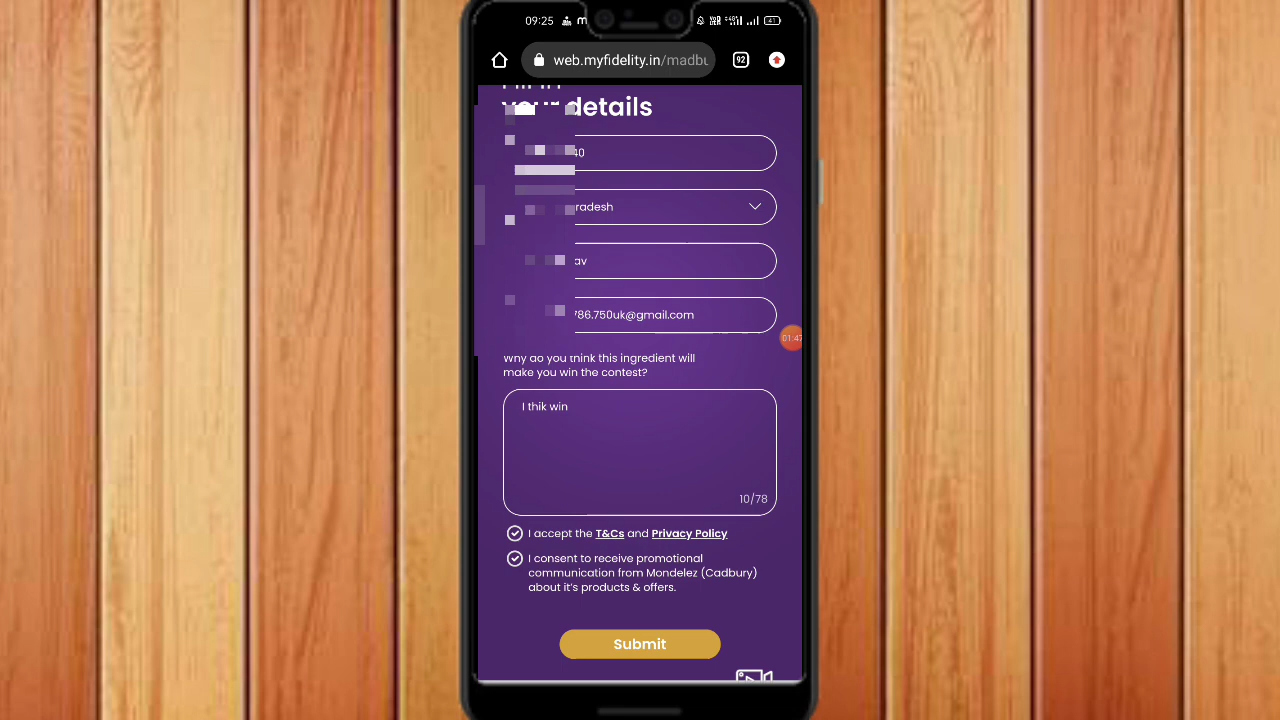 09:25
92
web.myfidelity.in/madbu
details
40
radesh
av
786.750uk@gmail.com
01:47
Why do you think this ingredient will
make you win the contest?
I thik win
10/78
I accept the T&Cs and Privacy Policy
I consent to receive promotional
communication from Mondelez (Cadbury)
about it's products & offers.
Submit